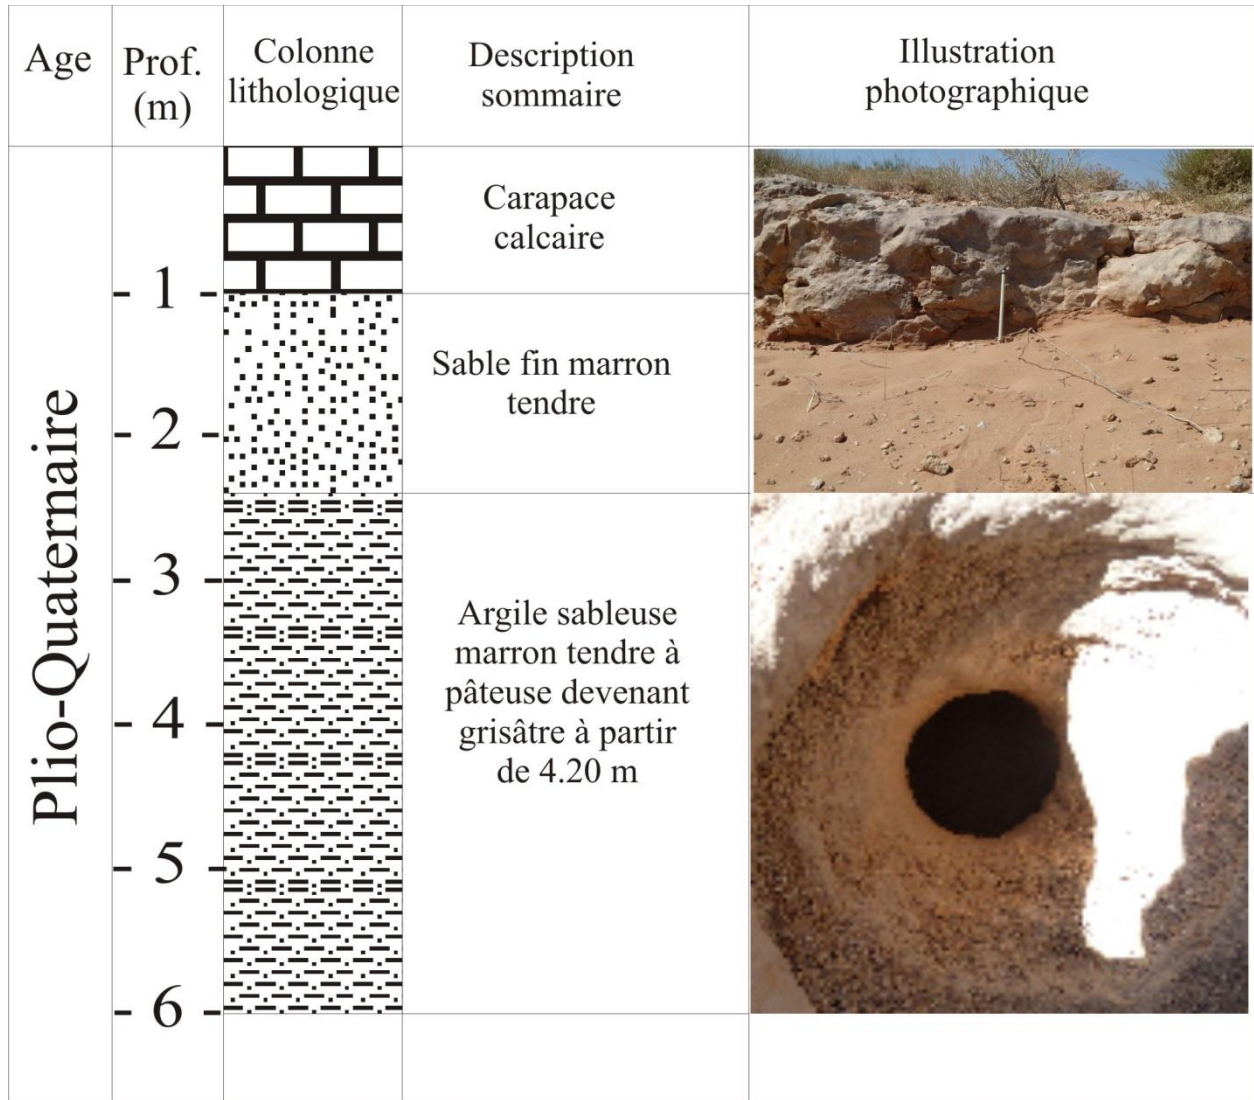 Age
Prof.
(m)
Colonne
lithologique
Description
sommaire
Illustration
photographique
Plio-Quaternaire
1
2
3
4
5
6
Carapace
calcaire
Sable fin marron
tendre
Argile sableuse
marron tendre à
pâteuse devenant
grisâtre à partir
de 4.20 m